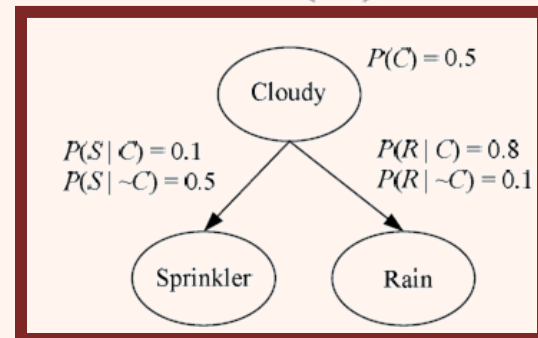 P(C) = 0.5
Cloudy
P(S | C) = 0.1
P(S | ~C) = 0.5
P(R | C) = 0.8
P(R | ~C) = 0.1
Sprinkler
Rain